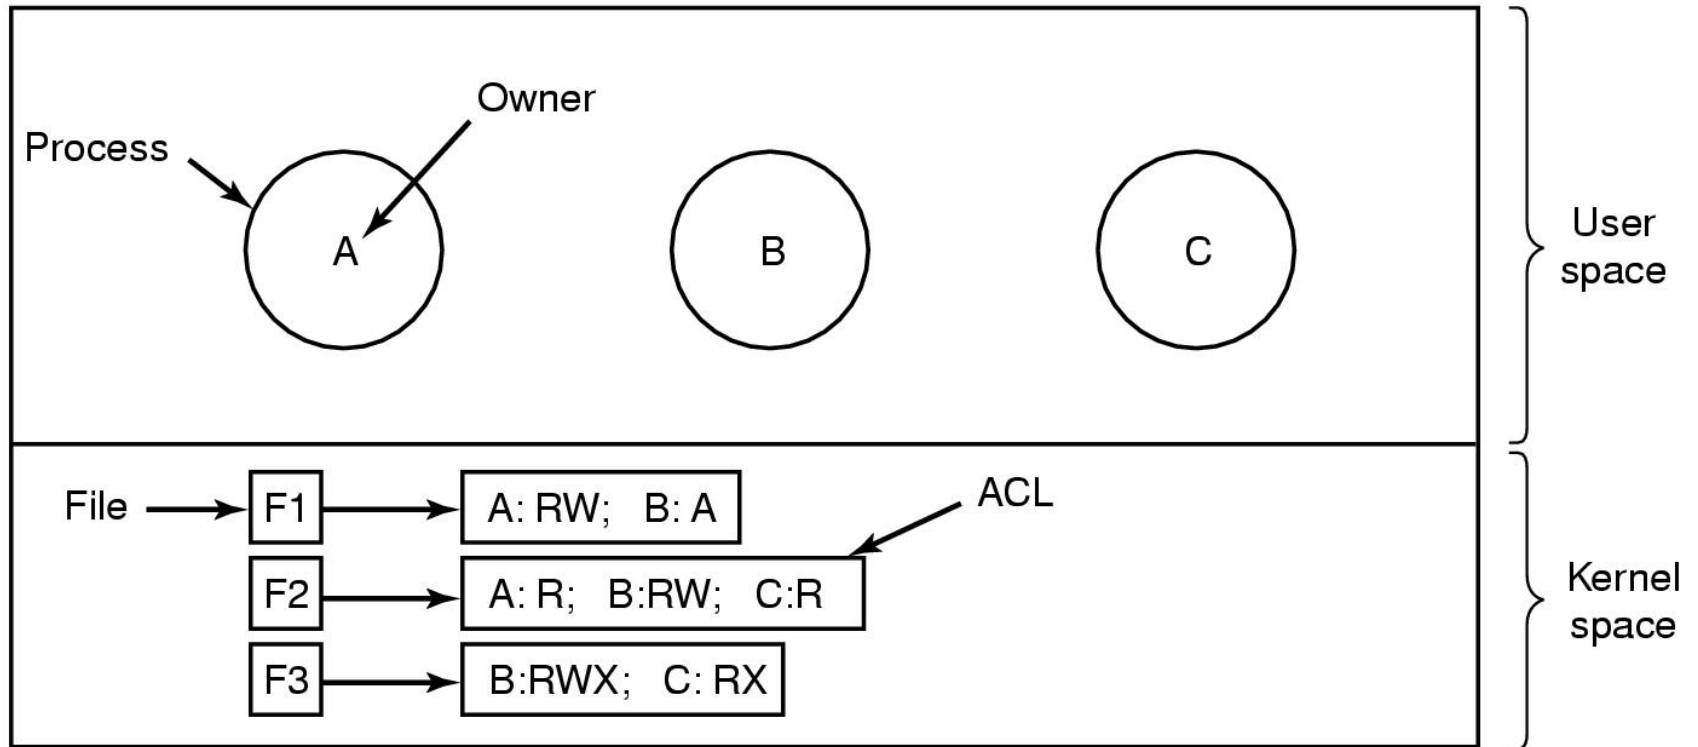 Owner
Process
A
B
C
User
space
File
F1
A: RW; B: A
ACL
F2
A: R; B:RW; C:R
F3
B:RWX; C: RX
Kernel
space